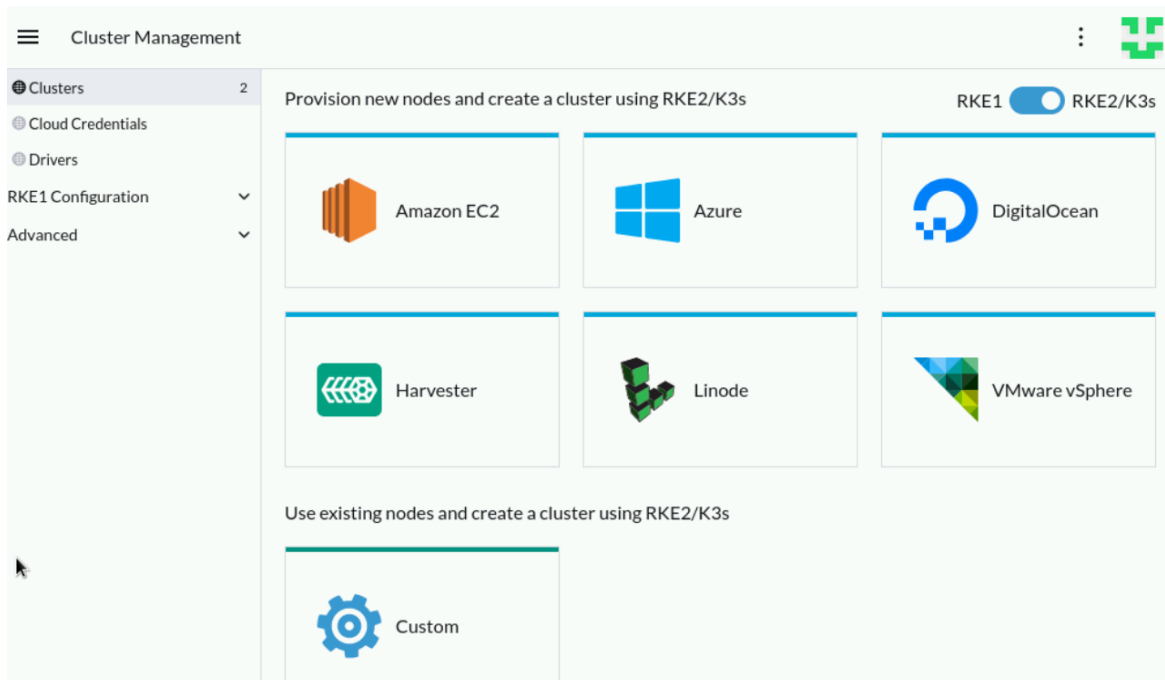 Cluster Management
Clusters 2
Cloud Credentials
Drivers
RKE1 Configuration
Advanced
Provision new nodes and create a cluster using RKE2/K3s
RKE1 RKE2/K3s
Amazon EC2
Azure
DigitalOcean
Harvester
Linode
VMware vSphere
Use existing nodes and create a cluster using RKE2/K3s
Custom